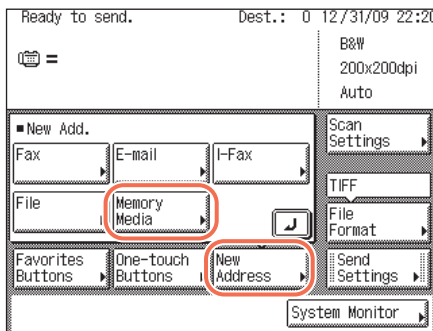 Ready to send.
Dest.: 0 12/31/09 22:20
=
B&W
200x200dpi
Auto
■New Add.
Fax
E-mail
I-Fax
File
Memory
Media
Scan
Settings
TIFF
File
Format
Favorites
Buttons
One-touch
Buttons
New
Address
Send
Settings
System Monitor